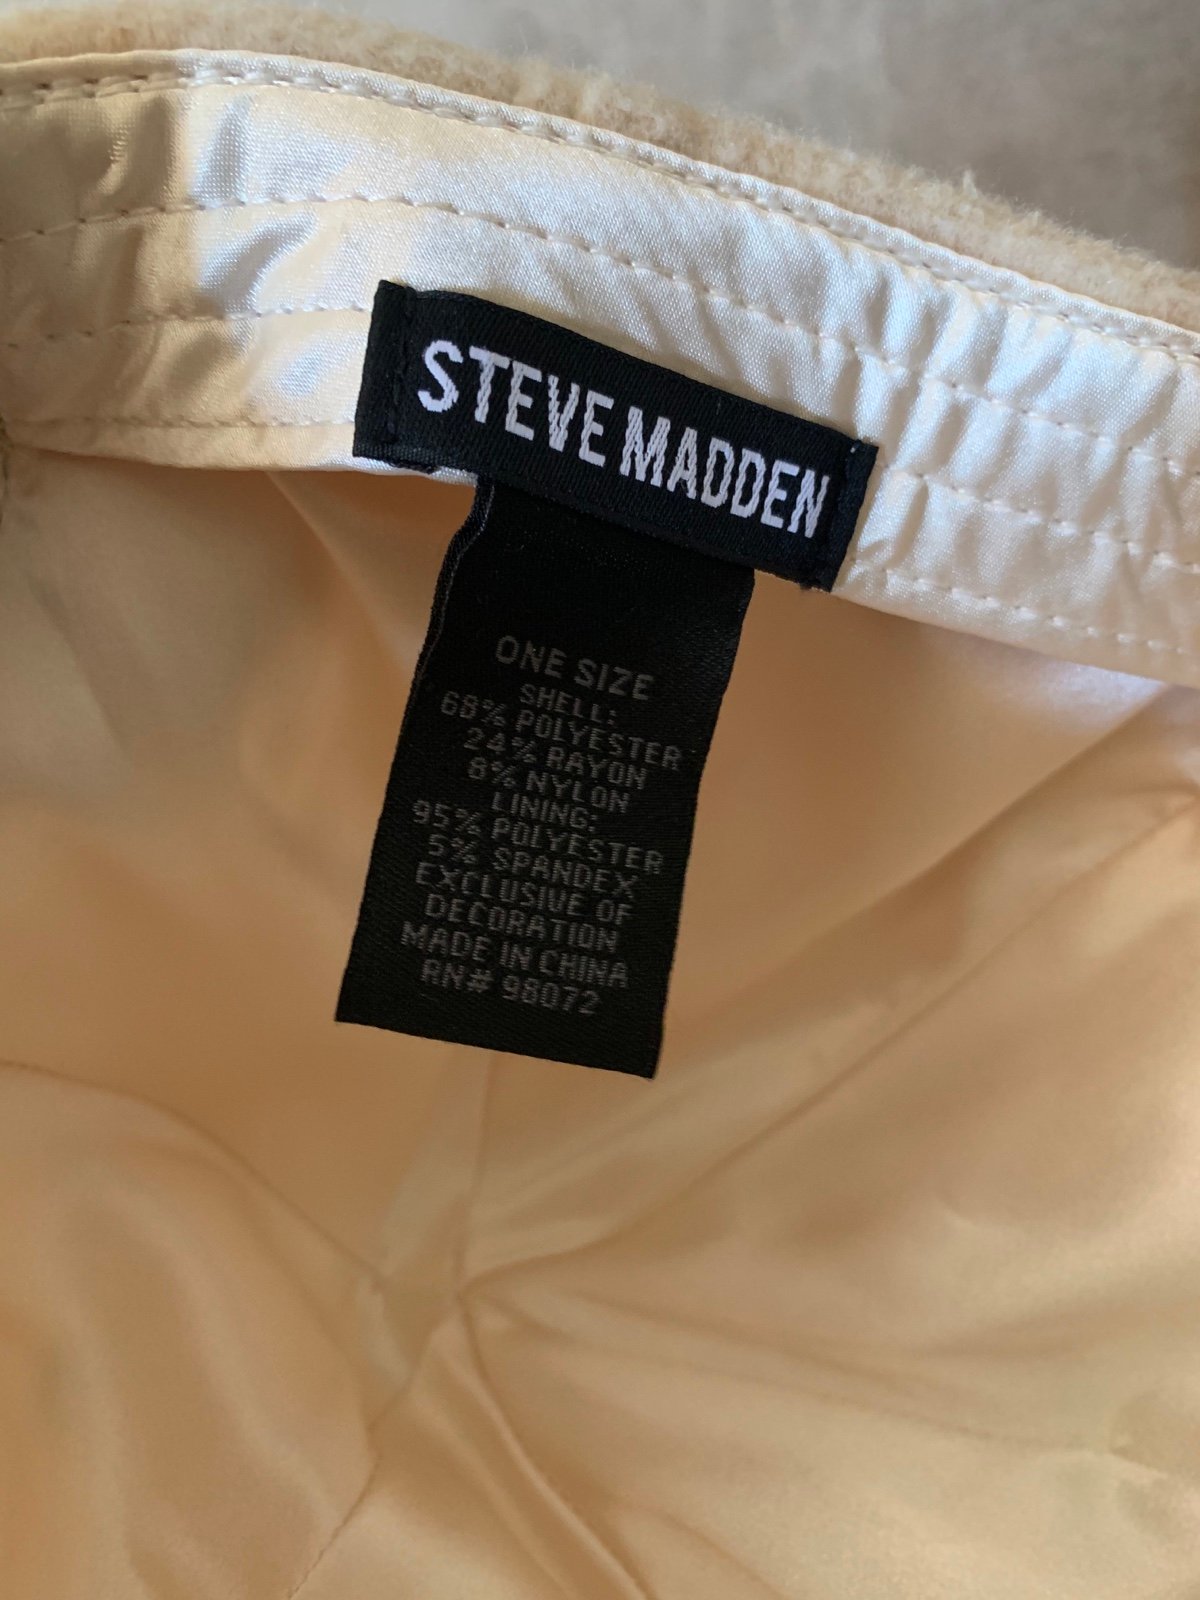 STEVE MADDEN
ONE SIZE
SHELL:
68% POLYESTER
24% RAYON
8% NYLON
LINING:
95% POLYESTER
5% SPANDEX
EXCLUSIVE OF
DECORATION
MADE IN CHINA
RN# 98072